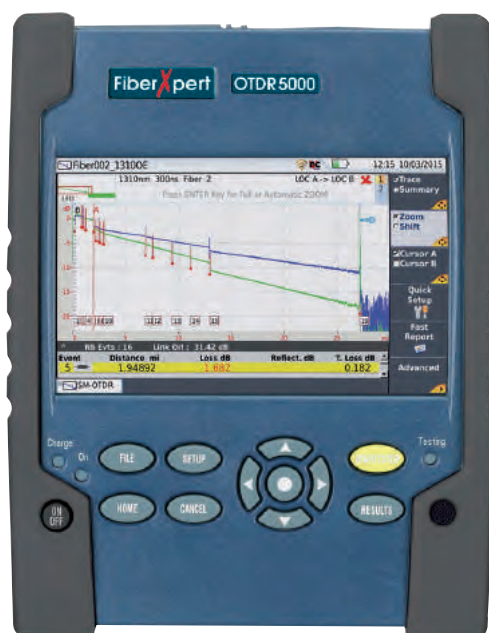 FiberXpert OTDR 5000
Fiber002_1310OE 12:15 10/03/2015
1310nm 300ns Fiber 2 LOC A-> LOC B
Press ENTER Key for Full or Automatic ZOOM
Trace
Summary
Zoom
Shift
Cursor A
Cursor B
Quick
Setup
Fast
Report
Advanced
Nb Evts : 16 Link Orl : 31.42 dB
Event Distance mi Loss dB Reflect. dB T. Loss dB
5 1.94892 1.682 0.182
SM-OTDR
Charge
On
Testing
FILE SETUP
HOME CANCEL RESULTS
ON
OFF